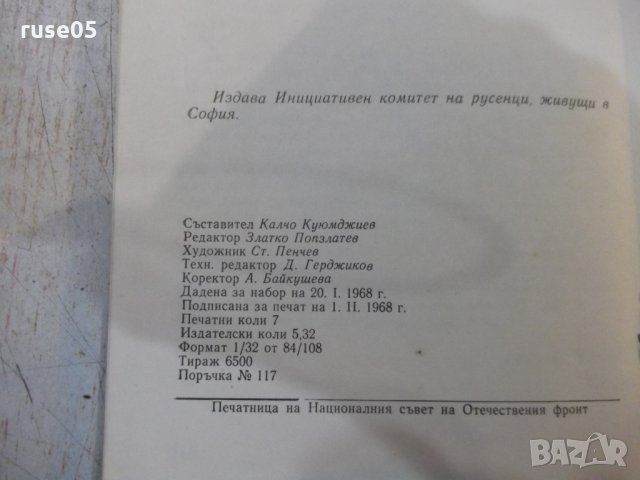 ruse05
Издава Инициативен комитет на русенци, живущи в
София.
Съставител Калчо Куюмджиев
Редактор Златко Попзлатев
Художник Ст. Пенчев
Техн. редактор Д. Герджиков
Коректор А. Байкушева
Дадена за набор на 20. I. 1968 г.
Подписана за печат на 1. II. 1968 г.
Печатни коли 7
Издателски коли 5,32
Формат 1/32 от 84/108
Тираж 6500
Поръчка № 117
Печатница на Националния съвет на Отечествения фронт
BAZAR